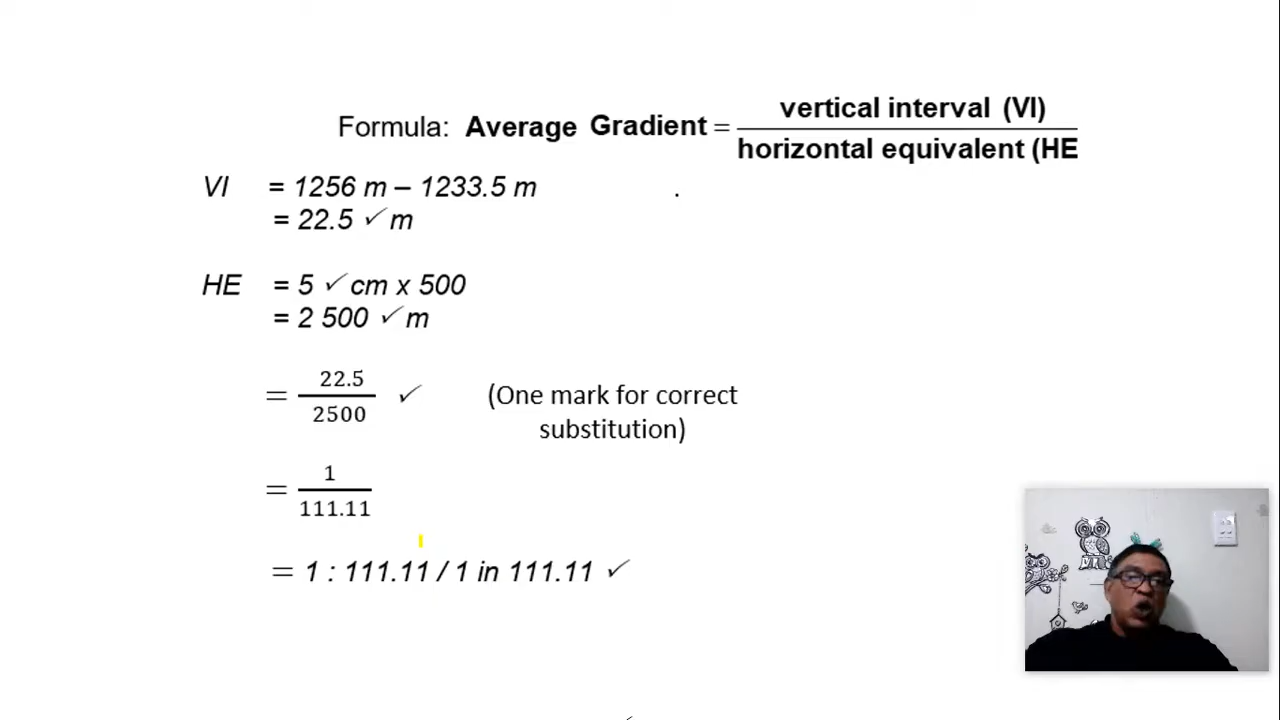 Formula: Average Gradient = vertical interval (VI)
horizontal equivalent (HE
VI = 1256 m – 1233.5 m .
= 22.5 ✓ m
HE = 5 ✓ cm x 500
= 2 500 ✓ m
= 22.5 / 2500 ✓ (One mark for correct
substitution)
= 1 / 111.11
= 1 : 111.11 / 1 in 111.11 ✓